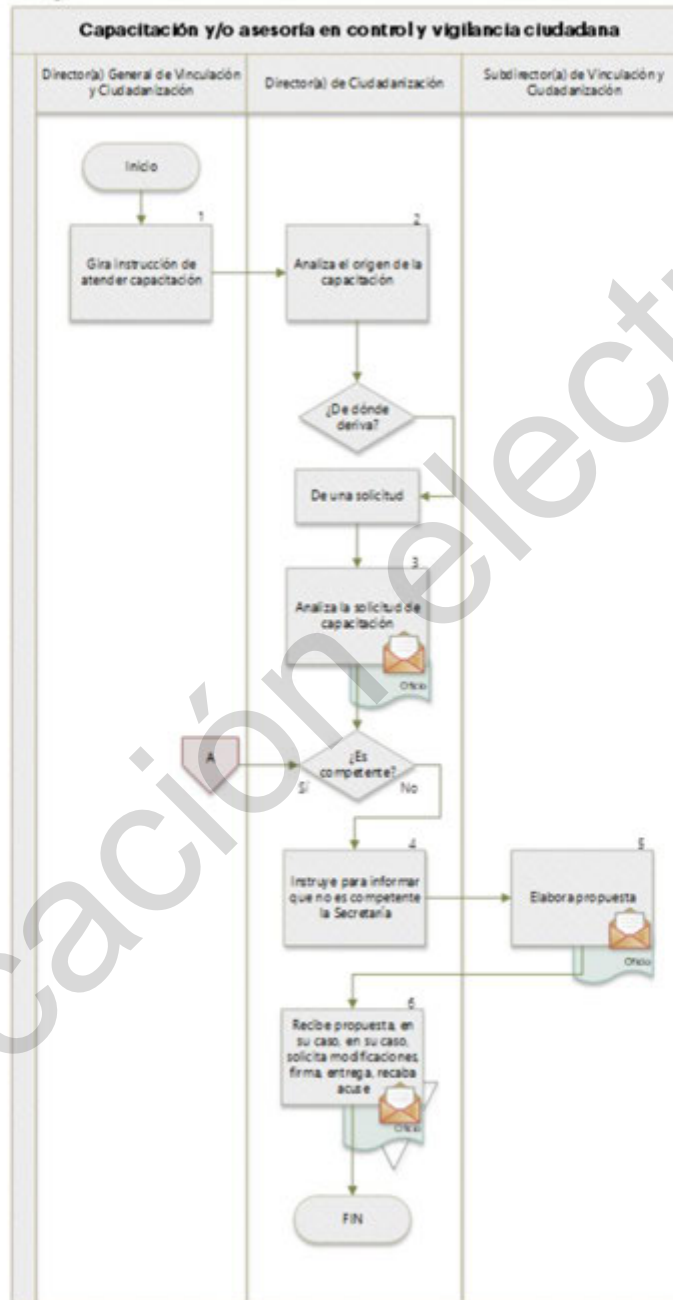 Capacitación y/o asesoría en control y vigilancia ciudadana
Director(a) General de Vinculación
y Ciudadanización
Director(a) de Ciudadanización
Subdirector(a) de Vinculación y
Ciudadanización
Inicio
1
Gira instrucción de
atender capacitación
2
Analiza el origen de la
capacitación
¿De dónde
deriva?
De una solicitud
3
Analiza la solicitud de
capacitación
Oficio
A
¿Es
competente?
Sí
No
4
Instruye para informar
que no es competente
la Secretaría
5
Elabora propuesta
Oficio
6
Recibe propuesta, en
su caso, en su caso,
solicita modificaciones,
firma, entrega, recaba
acuse
Oficio
FIN
cación electr